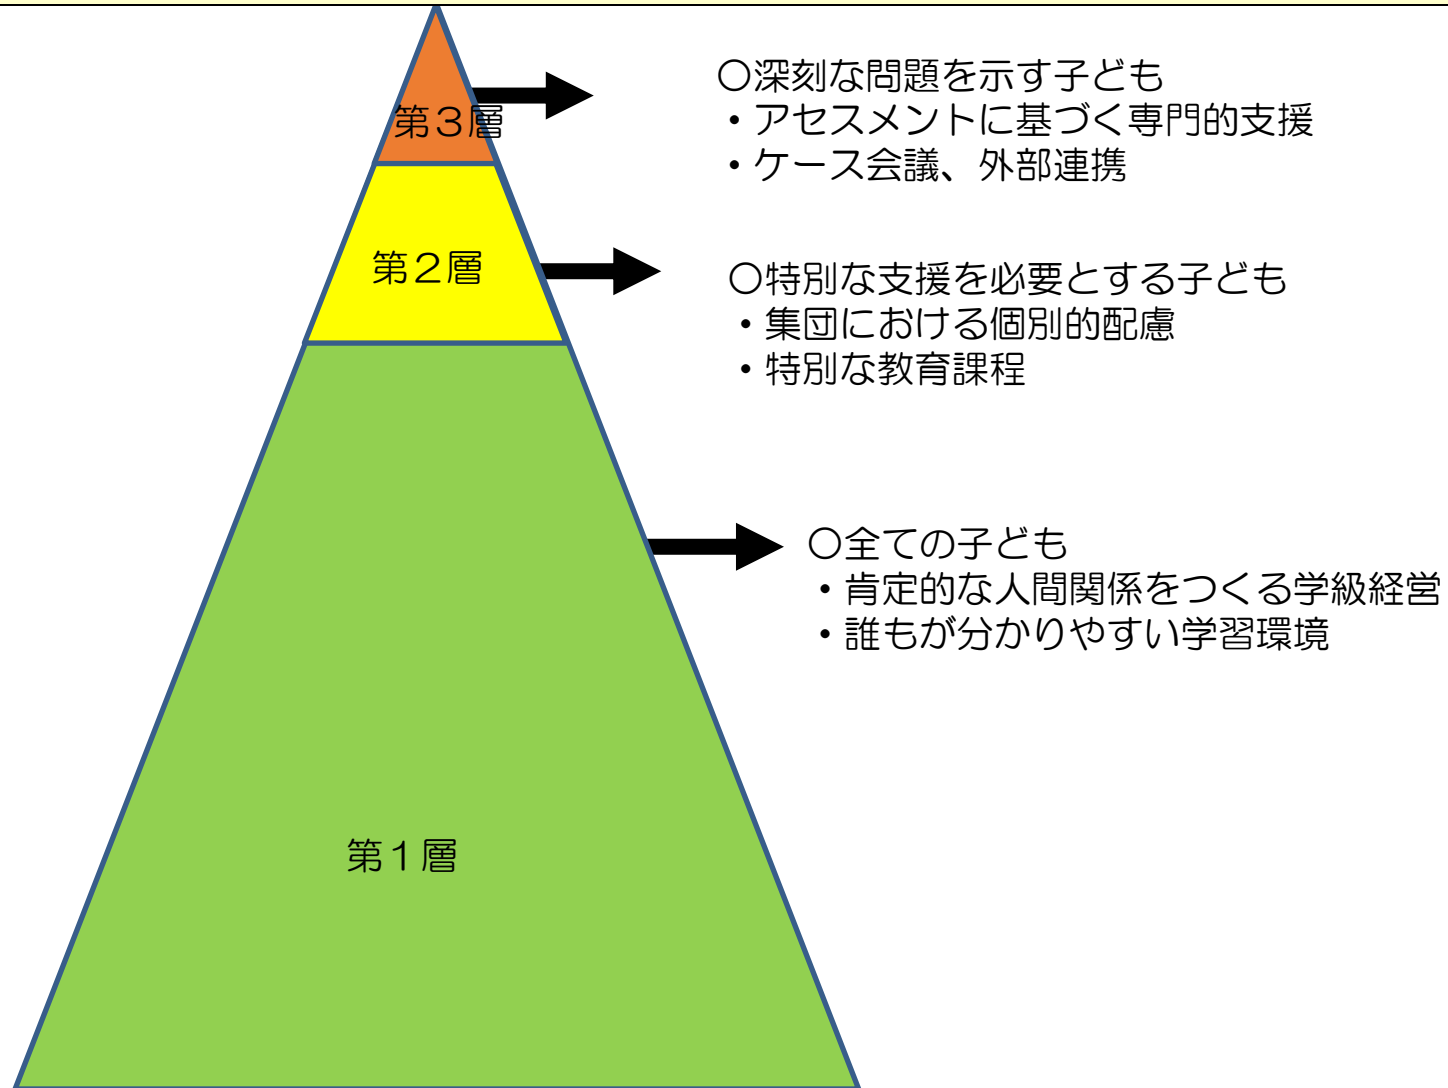 第３層
〇深刻な問題を示す子ども
・アセスメントに基づく専門的支援
・ケース会議、外部連携
第２層
〇特別な支援を必要とする子ども
・集団における個別的配慮
・特別な教育課程
〇全ての子ども
・肯定的な人間関係をつくる学級経営
・誰もが分かりやすい学習環境
第１層